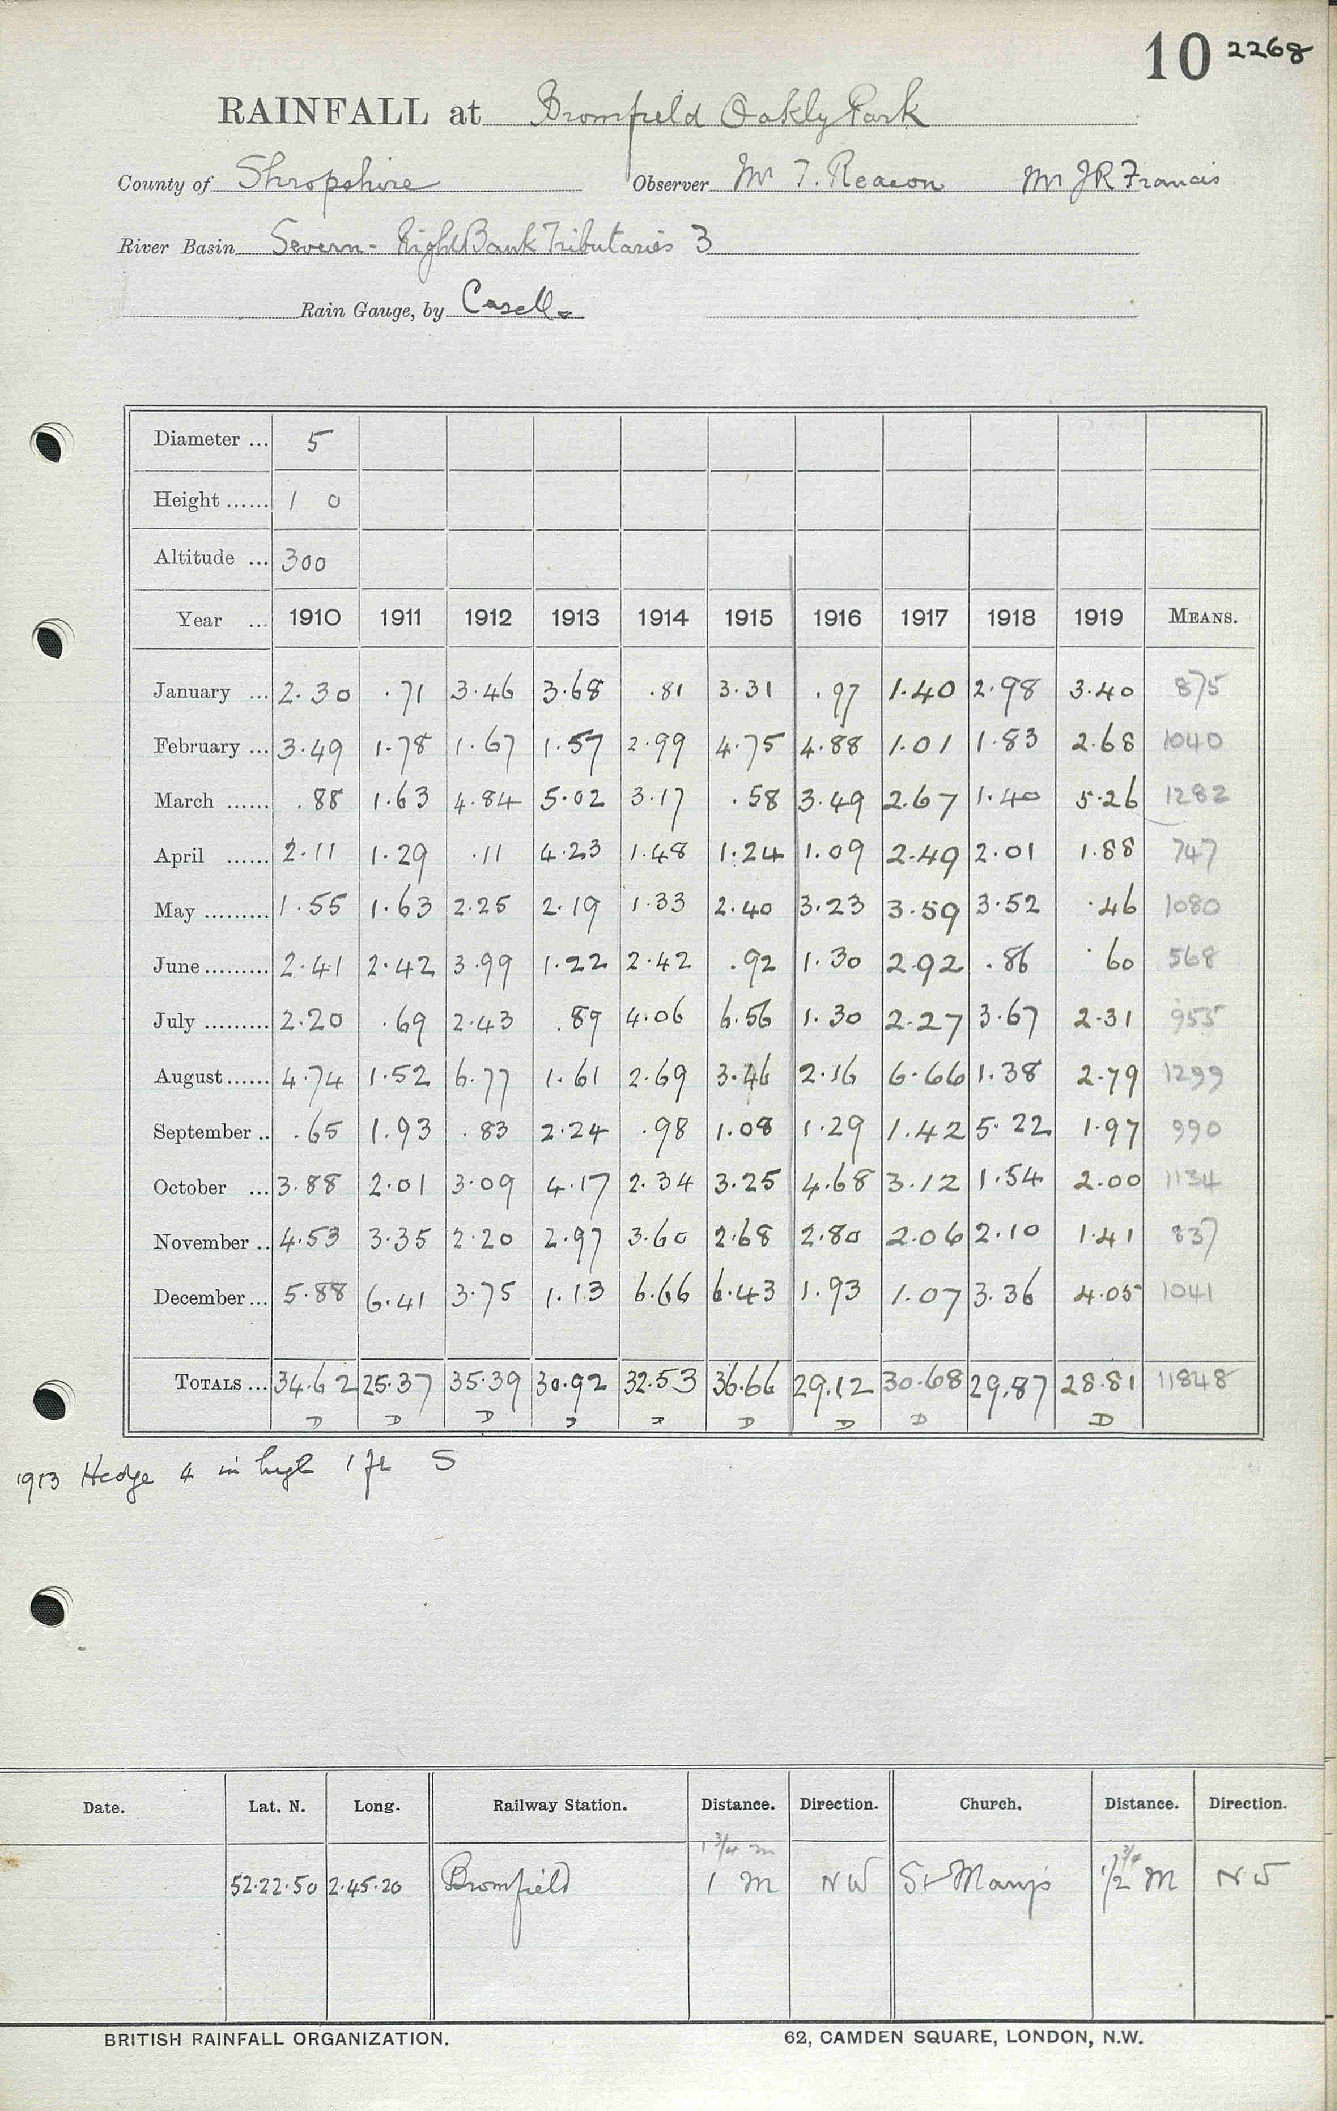 10 2268
RAINFALL at Bromfield Oakly Park
County of Shropshire Observer Mr T. Reacon Mr JR Francis
River Basin Severn - Right Bank Tributaries 3
Rain Gauge, by Casella
Diameter ... 5
Height ...... 1 0
Altitude ... 300
Year ... 1910 1911 1912 1913 1914 1915 1916 1917 1918 1919 MEANS.
January ... 2.30 .71 3.46 3.68 .81 3.31 .97 1.40 2.98 3.40 875
February ... 3.49 1.78 1.67 1.57 2.99 4.75 4.88 1.01 1.83 2.68 1040
March ...... .88 1.63 4.84 5.02 3.17 .58 3.49 2.67 1.40 5.26 1282
April ...... 2.11 1.29 .11 4.23 1.48 1.24 1.09 2.49 2.01 1.88 747
May ......... 1.55 1.63 2.25 2.19 1.33 2.40 3.23 3.59 3.52 .46 1080
June ......... 2.41 2.42 3.99 1.22 2.42 .92 1.30 2.92 .86 .60 568
July ......... 2.20 .69 2.43 .89 4.06 6.56 1.30 2.27 3.67 2.31 955
August ...... 4.74 1.52 6.77 1.61 2.69 3.46 2.16 6.66 1.38 2.79 1299
September .. .65 1.93 .83 2.24 .98 1.08 1.29 1.42 5.22 1.97 990
October ... 3.88 2.01 3.09 4.17 2.34 3.25 4.68 3.12 1.54 2.00 1134
November .. 4.53 3.35 2.20 2.97 3.60 2.68 2.80 2.06 2.10 1.41 837
December ... 5.88 6.41 3.75 1.13 6.66 6.43 1.93 1.07 3.36 4.05 1041
TOTALS ... 34.62 25.37 35.39 30.92 32.53 36.66 29.12 30.68 29.87 28.81 11848
D D D D D D D D D
1913 Hedge 4 in high 1 ft S
Date. Lat. N. Long. Railway Station. Distance. Direction. Church. Distance. Direction.
1 3/4 m 3/4
52.22.50 2.45.20 Bromfield 1 m NW St Mary's 1/2 m NW
BRITISH RAINFALL ORGANIZATION. 62, CAMDEN SQUARE, LONDON, N.W.